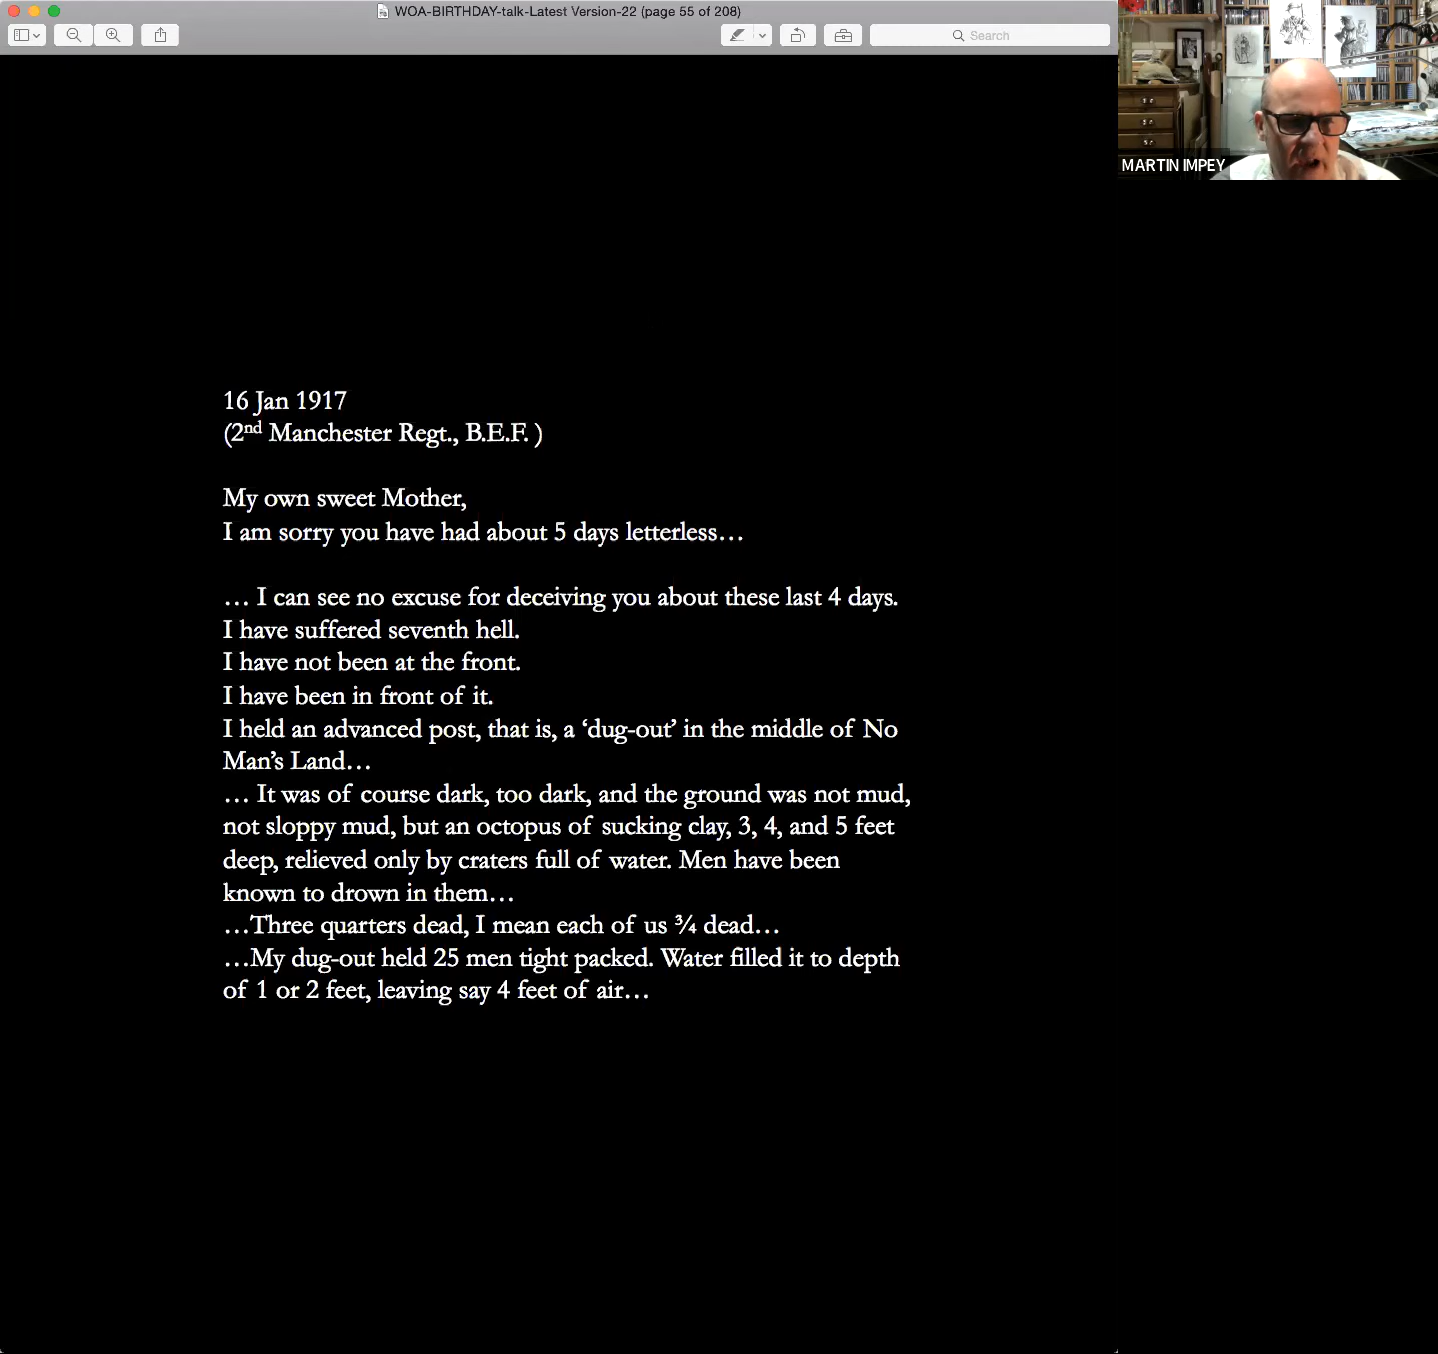 WOA-BIRTHDAY-talk-Latest Version-22 (page 55 of 208)
Search
MARTIN IMPEY
16 Jan 1917
(2nd Manchester Regt., B.E.F. )
My own sweet Mother,
I am sorry you have had about 5 days letterless…
… I can see no excuse for deceiving you about these last 4 days.
I have suffered seventh hell.
I have not been at the front.
I have been in front of it.
I held an advanced post, that is, a ‘dug-out’ in the middle of No
Man’s Land…
… It was of course dark, too dark, and the ground was not mud,
not sloppy mud, but an octopus of sucking clay, 3, 4, and 5 feet
deep, relieved only by craters full of water. Men have been
known to drown in them…
…Three quarters dead, I mean each of us ¾ dead…
…My dug-out held 25 men tight packed. Water filled it to depth
of 1 or 2 feet, leaving say 4 feet of air…